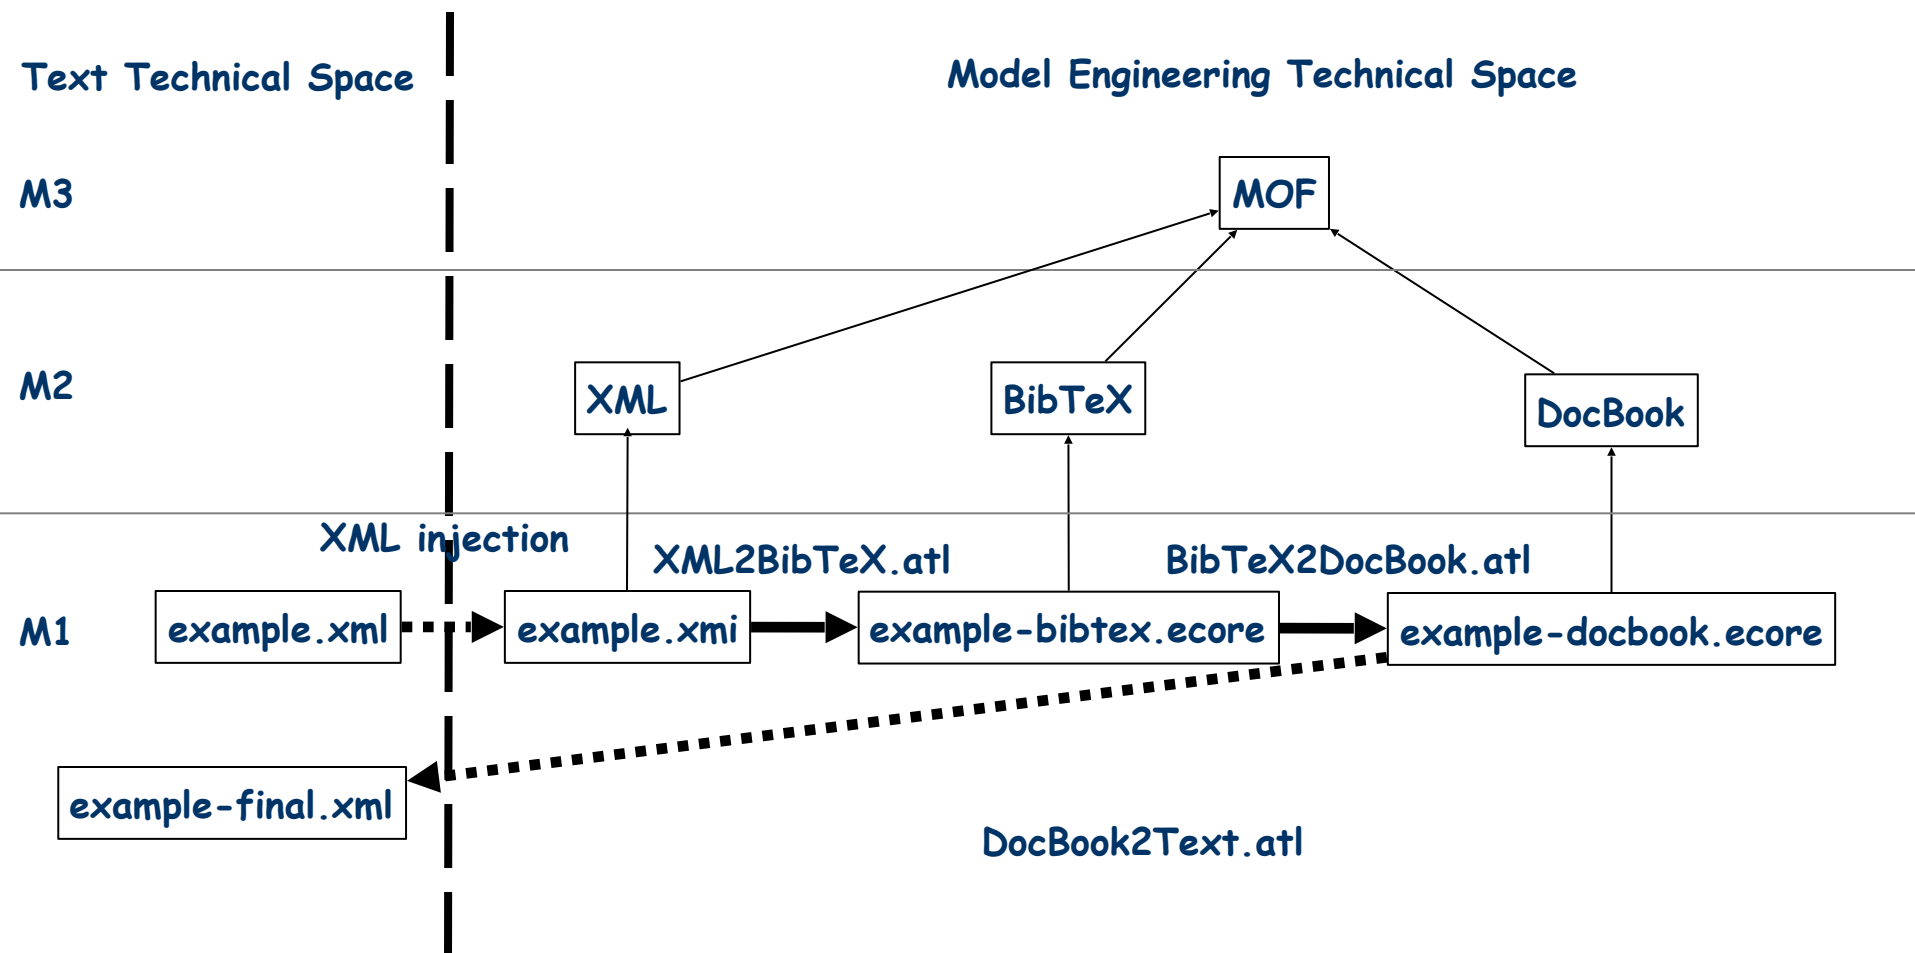 Text Technical Space
Model Engineering Technical Space
M3
MOF
M2
XML
BibTeX
DocBook
XML injection
XML2BibTeX.atl
BibTeX2DocBook.atl
M1
example.xml
example.xmi
example-bibtex.ecore
example-docbook.ecore
example-final.xml
DocBook2Text.atl